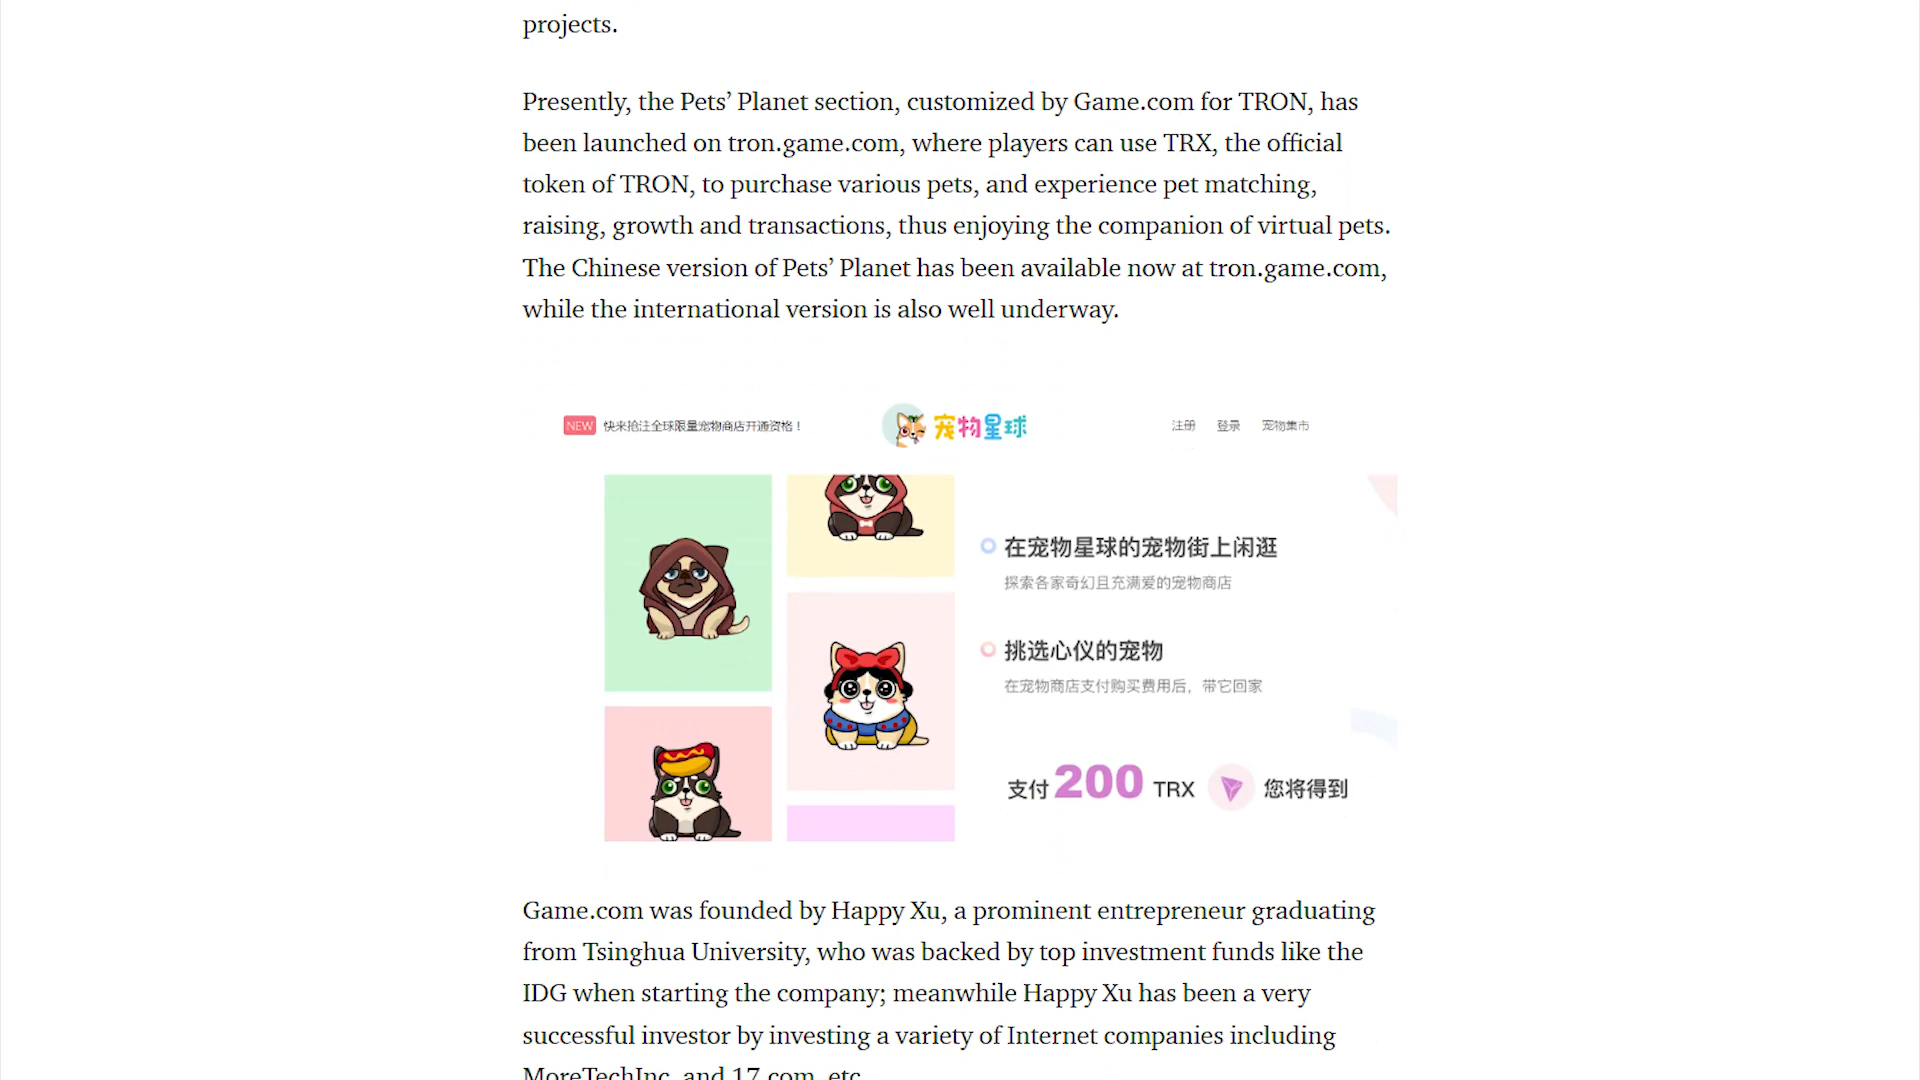 projects.
Presently, the Pets’ Planet section, customized by Game.com for TRON, has
been launched on tron.game.com, where players can use TRX, the official
token of TRON, to purchase various pets, and experience pet matching,
raising, growth and transactions, thus enjoying the companion of virtual pets.
The Chinese version of Pets’ Planet has been available now at tron.game.com,
while the international version is also well underway.
NEW 快来抢注全球限量宠物商店开通资格！
宠物星球
注册 登录 宠物集市
在宠物星球的宠物街上闲逛
探索各家奇幻且充满爱的宠物商店
挑选心仪的宠物
在宠物商店支付购买费用后，带它回家
支付 200 TRX 您将得到
Game.com was founded by Happy Xu, a prominent entrepreneur graduating
from Tsinghua University, who was backed by top investment funds like the
IDG when starting the company; meanwhile Happy Xu has been a very
successful investor by investing a variety of Internet companies including
MoreTechInc, and 17.com, etc.